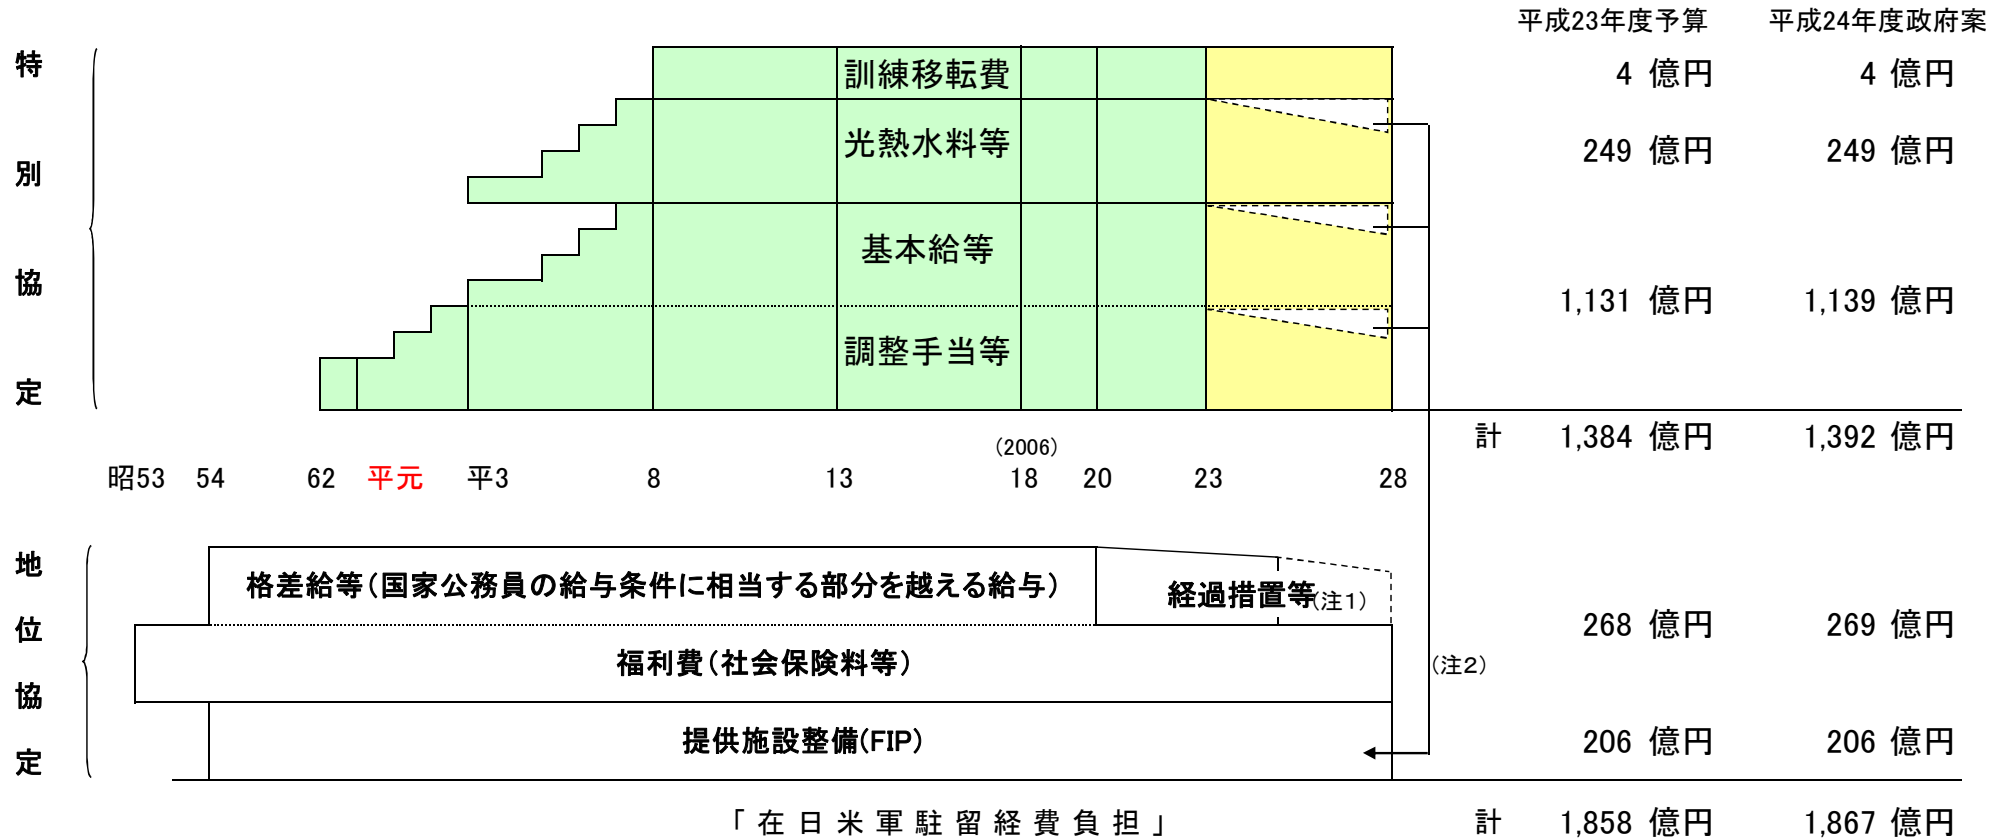 平成23年度予算 平成24年度政府案
特別協定
訓練移転費 4 億円 4 億円
光熱水料等 249 億円 249 億円
基本給等
1,131 億円 1,139 億円
調整手当等
計 1,384 億円 1,392 億円
(2006)
昭53 54 62 平元 平3 8 13 18 20 23 28
地位協定
格差給等(国家公務員の給与条件に相当する部分を越える給与) 経過措置等(注1)
268 億円 269 億円
福利費(社会保険料等) (注2)
提供施設整備(FIP) 206 億円 206 億円
「在日米軍駐留経費負担」 計 1,858 億円 1,867 億円